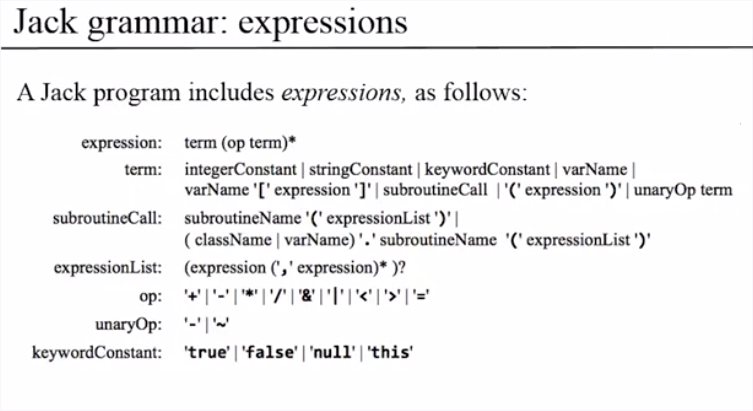 Jack grammar: expressions
A Jack program includes expressions, as follows:
expression: term (op term)*
term: integerConstant | stringConstant | keywordConstant | varName |
varName '[' expression ']' | subroutineCall | '(' expression ')' | unaryOp term
subroutineCall: subroutineName '(' expressionList ')' |
( className | varName) '.' subroutineName '(' expressionList ')'
expressionList: (expression (',' expression)* )?
op: '+' | '-' | '*' | '/' | '&' | '|' | '<' | '>' | '='
unaryOp: '-' | '~'
keywordConstant: 'true' | 'false' | 'null' | 'this'